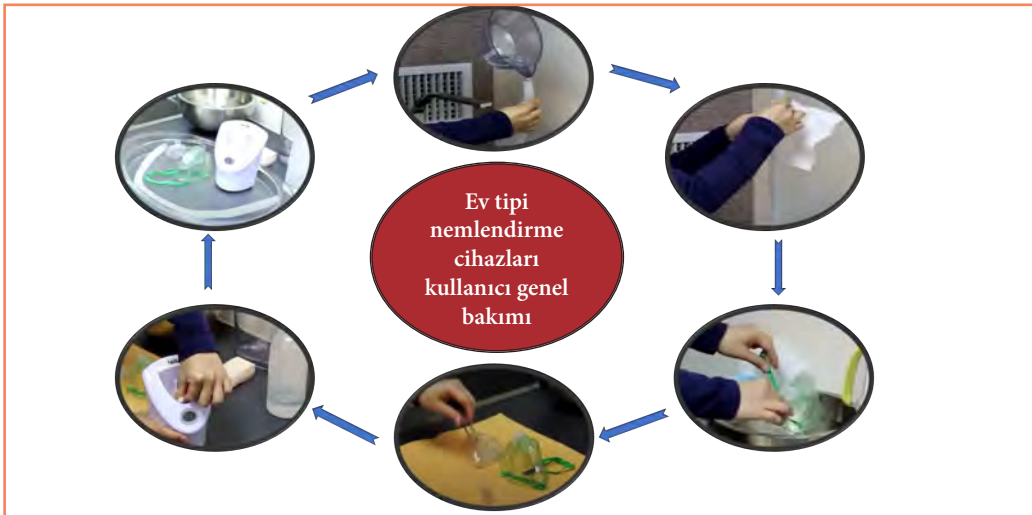 Ev tipi
nemlendirme
cihazları
kullanıcı genel
bakımı